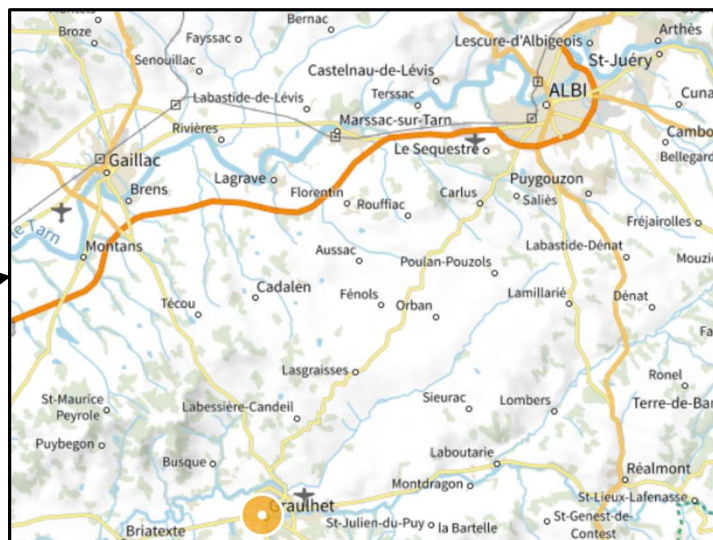 Bernac
Broze
Fayssac
Lescure-d'Albigeois
Arthès
St-Juéry
Senouillac
Castelnau-de-Lévis
Terssac
ALBI
Cuna
Labastide-de-Lévis
Marssac-sur-Tarn
Rivières
Cambo
Le Sequestre
Bellegard
Gaillac
Lagrave
Puygouzon
Brens
Florentin
Rouffiac
Carlus
Saliès
Fréjairolles
le Tarn
Montans
Aussac
Labastide-Dénat
Mouzi
Poulan-Pouzols
Cadalen
Fénols
Orban
Lamillarié
Dénat
Técou
Fa
Lasgraisses
Ronel
St-Maurice
Peyrole
Labessière-Candeil
Sieurac
Lombers
Terre-de-Ban
Puybegon
Busque
Laboutarie
Réalmont
Montdragon
St-Lieux-Lafenasse
Graulhet
Briatexte
St-Julien-du-Puy
la Bartelle
St-Genest-de-
Contest